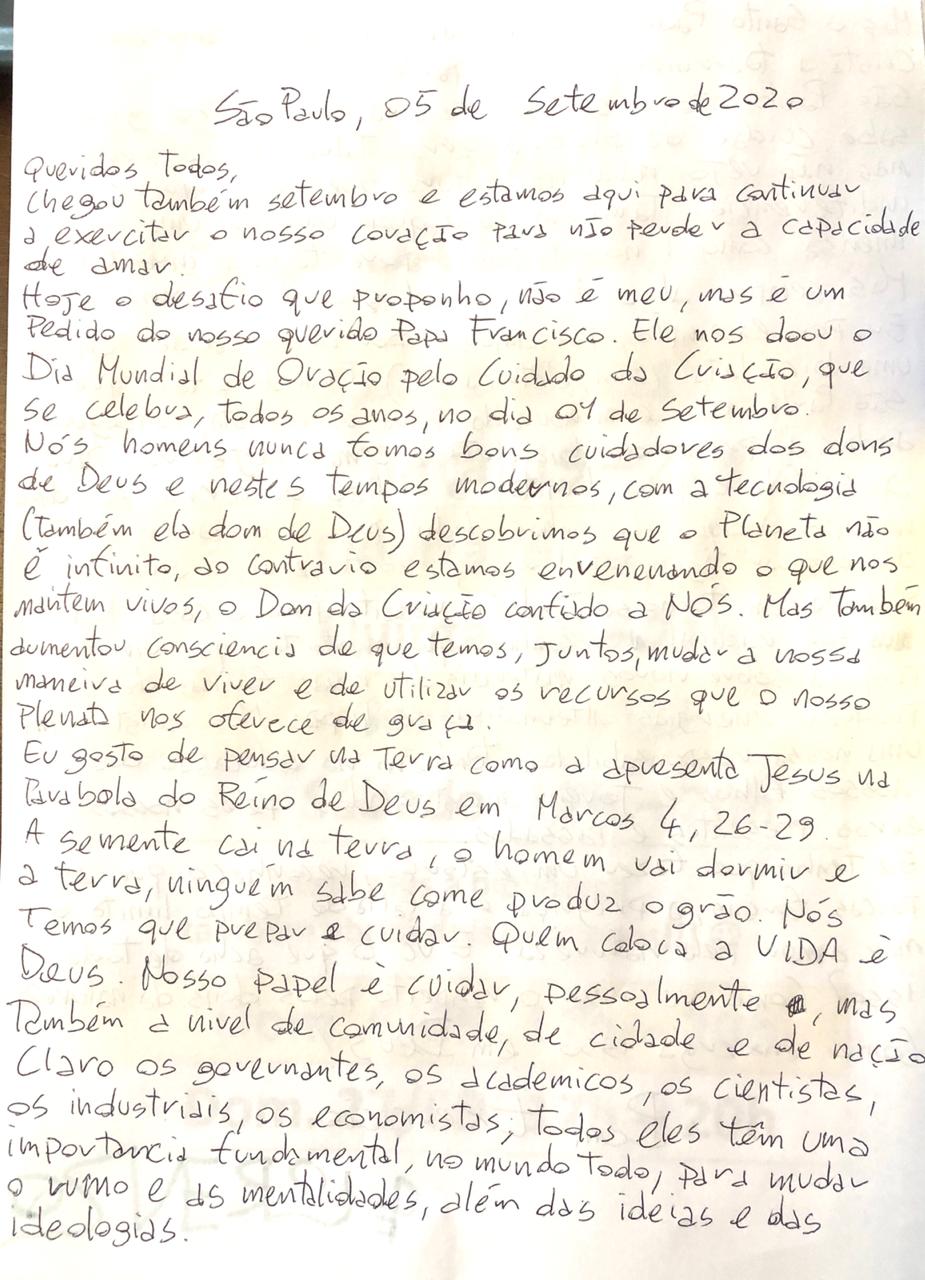 São Paulo, 05 de Setembro de 2020
Queridos Todos,
chegou também setembro e estamos aqui para continuar
a exercitar o nosso coração para não perder a capacidade
de amar.
Hoje o desafio que proponho, não é meu, mas é um
Pedido do nosso querido Papa Francisco. Ele nos doou o
Dia Mundial de Oração pelo Cuidado da Criação, que
se celebra, todos os anos, no dia 01 de Setembro.
Nós homens nunca fomos bons cuidadores dos dons
de Deus e nestes tempos modernos, com a tecnologia
(também ela dom de Deus) descobrimos que o Planeta não
é infinito, ao contrario estamos envenenando o que nos
mantem vivos, o Dom da Criação confiado a NÓS. Mas também
aumentou consciencia de que temos, juntos, mudar a nossa
maneira de viver e de utilizar os recursos que o nosso
Plenata nos oferece de graça.
Eu gosto de pensar na Terra como a apresenta Jesus na
Parabola do Reino de Deus em Marcos 4, 26-29.
A semente cai na terra, o homem vai dormir e
a terra, ninguém sabe come produz o grão. Nós
Temos que prepar e cuidar. Quem coloca a VIDA è
Deus. Nosso papel è cuidar, pessoalmente, mas
Também a nivel de comunidade, de cidade e de nação
Claro os governantes, os academicos, os cientistas,
os industriais, os economistas; todos eles têm uma
importancia fundamental, no mundo Todo, para mudar
o rumo e as mentalidades, além das ideias e das
ideologias.